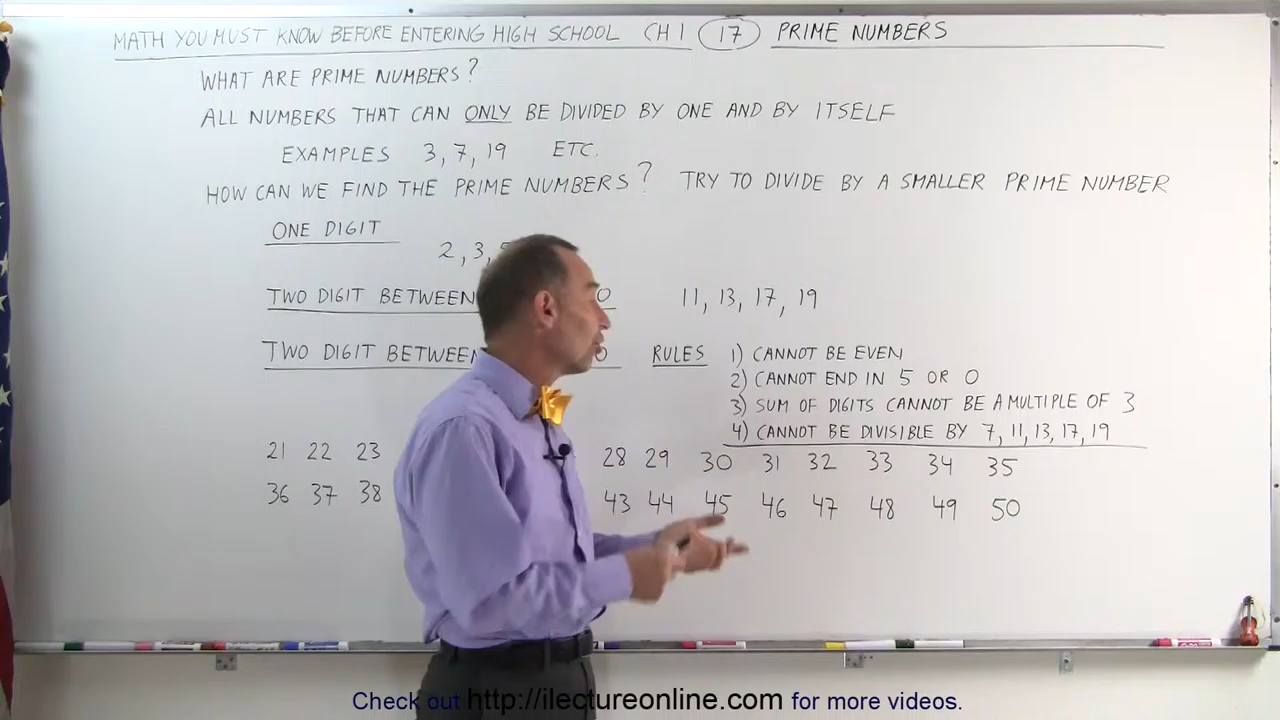 MATH YOU MUST KNOW BEFORE ENTERING HIGH SCHOOL CH 1 17 PRIME NUMBERS
WHAT ARE PRIME NUMBERS?
ALL NUMBERS THAT CAN ONLY BE DIVIDED BY ONE AND BY ITSELF
EXAMPLES 3, 7, 19 ETC.
HOW CAN WE FIND THE PRIME NUMBERS? TRY TO DIVIDE BY A SMALLER PRIME NUMBER
ONE DIGIT
2, 3,
TWO DIGIT BETWEEN 11, 13, 17, 19
TWO DIGIT BETWEEN RULES 1) CANNOT BE EVEN
2) CANNOT END IN 5 OR 0
3) SUM OF DIGITS CANNOT BE A MULTIPLE OF 3
4) CANNOT BE DIVISIBLE BY 7, 11, 13, 17, 19
21 22 23 28 29 30 31 32 33 34 35
36 37 38 43 44 45 46 47 48 49 50
Check out http://ilectureonline.com for more videos.